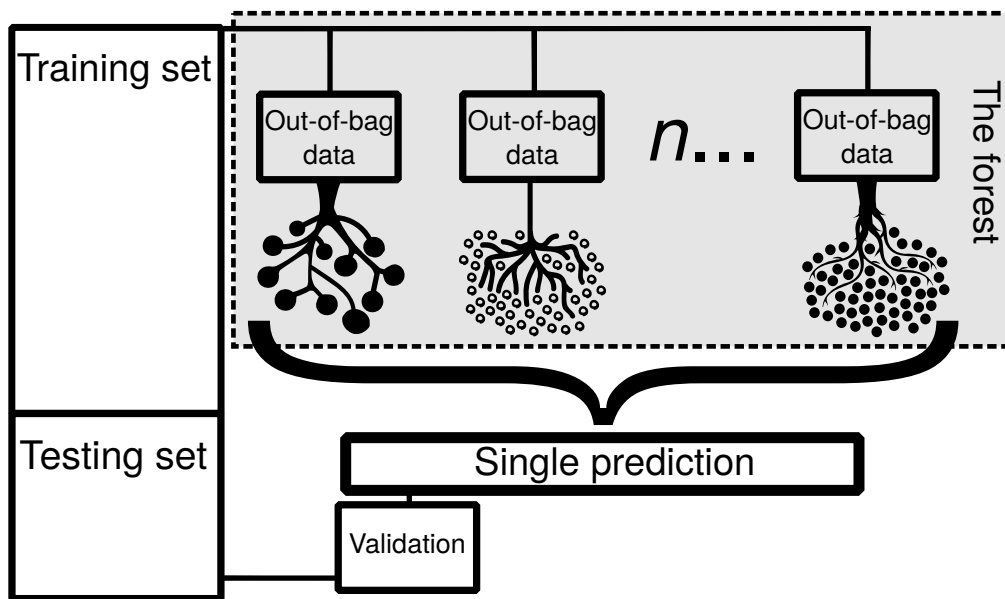 Training set
Out-of-bag
data
Out-of-bag
data
n...
Out-of-bag
data
The forest
Testing set
Single prediction
Validation